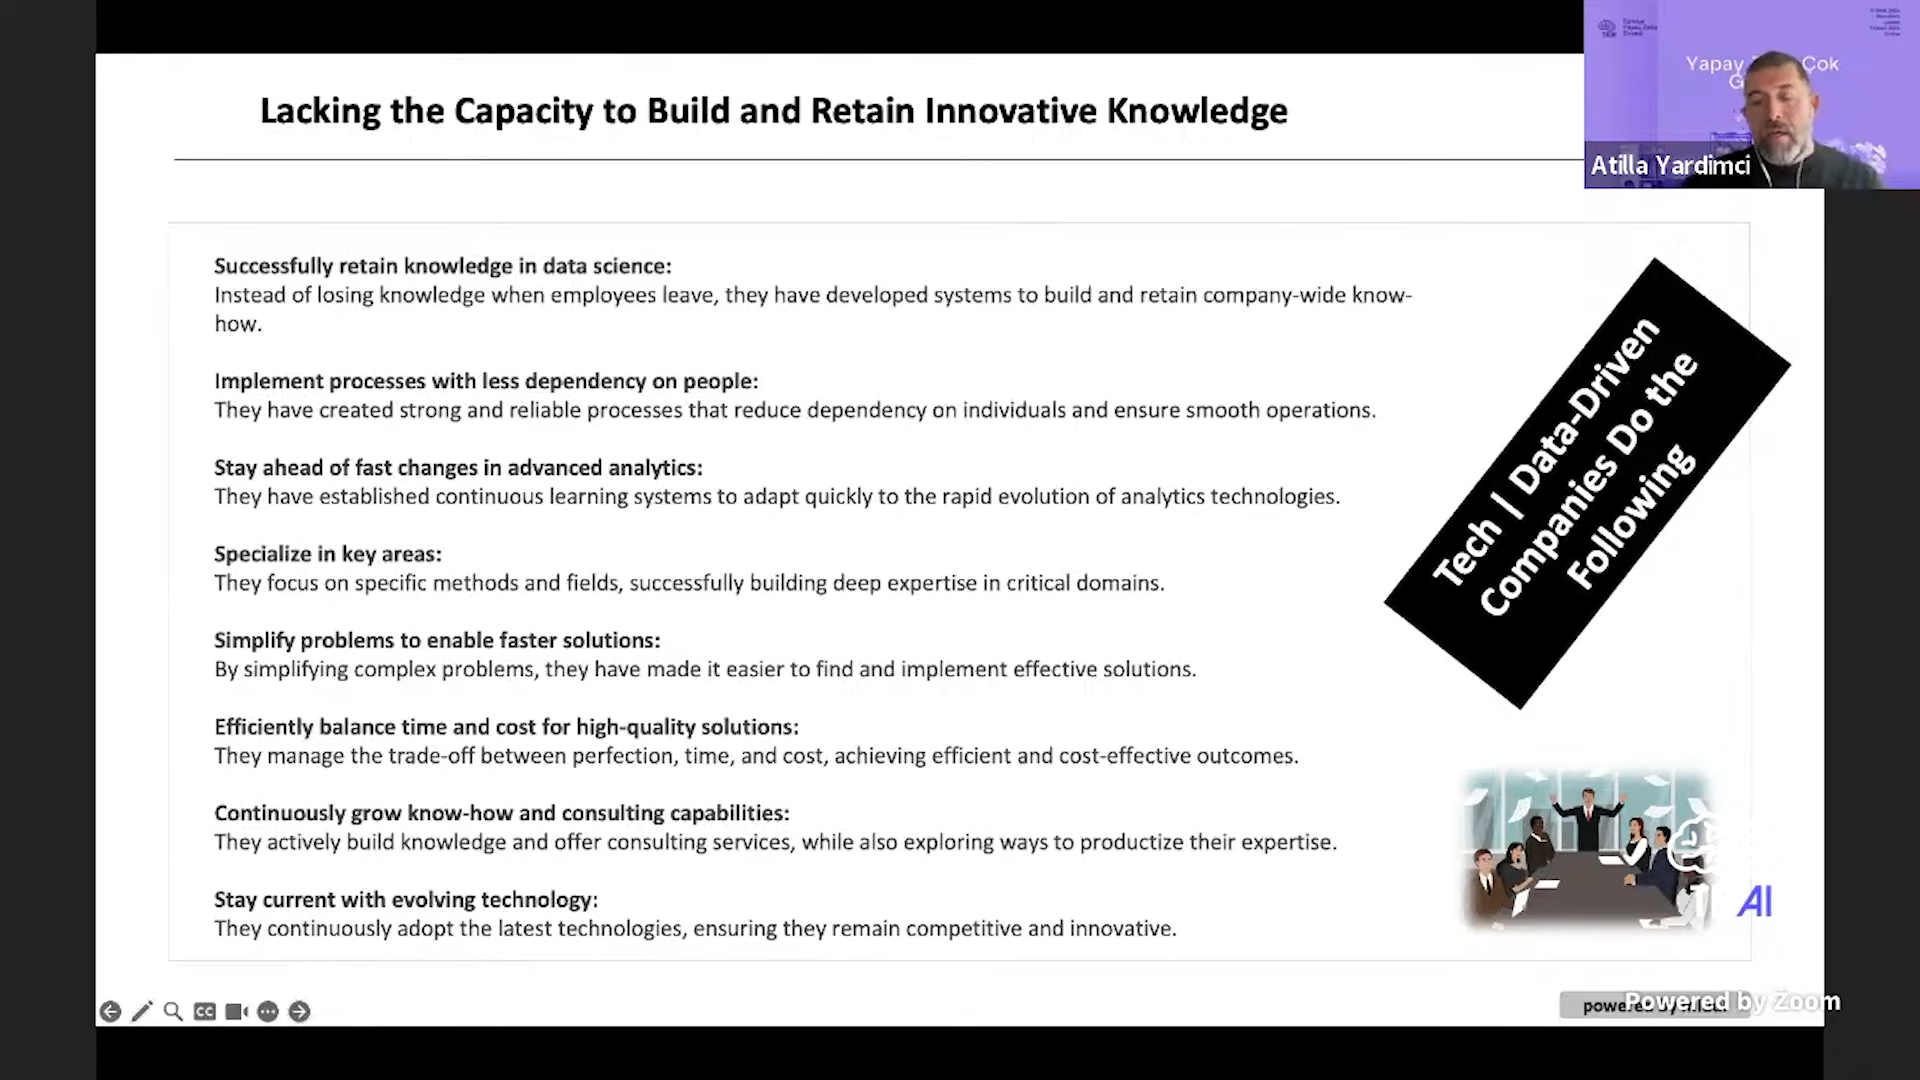 Lacking the Capacity to Build and Retain Innovative Knowledge
Yapay Çok
Atilla Yardimci
Successfully retain knowledge in data science:
Instead of losing knowledge when employees leave, they have developed systems to build and retain company-wide know-
how.
Implement processes with less dependency on people:
They have created strong and reliable processes that reduce dependency on individuals and ensure smooth operations.
Stay ahead of fast changes in advanced analytics:
They have established continuous learning systems to adapt quickly to the rapid evolution of analytics technologies.
Specialize in key areas:
They focus on specific methods and fields, successfully building deep expertise in critical domains.
Simplify problems to enable faster solutions:
By simplifying complex problems, they have made it easier to find and implement effective solutions.
Efficiently balance time and cost for high-quality solutions:
They manage the trade-off between perfection, time, and cost, achieving efficient and cost-effective outcomes.
Continuously grow know-how and consulting capabilities:
They actively build knowledge and offer consulting services, while also exploring ways to productize their expertise.
Stay current with evolving technology:
They continuously adopt the latest technologies, ensuring they remain competitive and innovative.
Tech | Data-Driven
Companies Do the
Following
AI
CC
Powered by Zoom